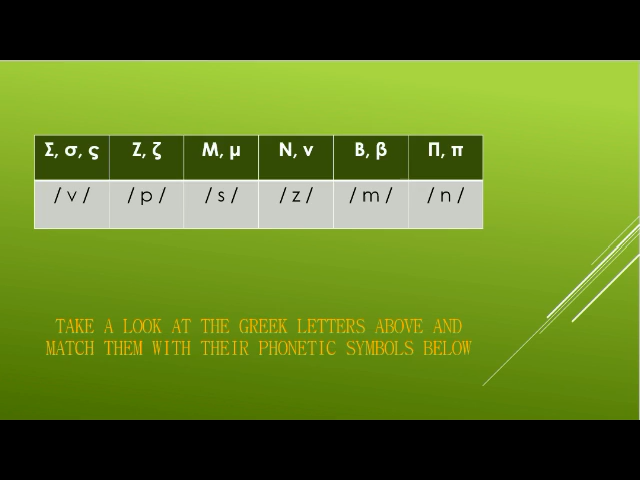 Σ, σ, ς Ζ, ζ Μ, μ Ν, ν Β, β Π, π
/ v / / p / / s / / z / / m / / n /
TAKE A LOOK AT THE GREEK LETTERS ABOVE AND
MATCH THEM WITH THEIR PHONETIC SYMBOLS BELOW